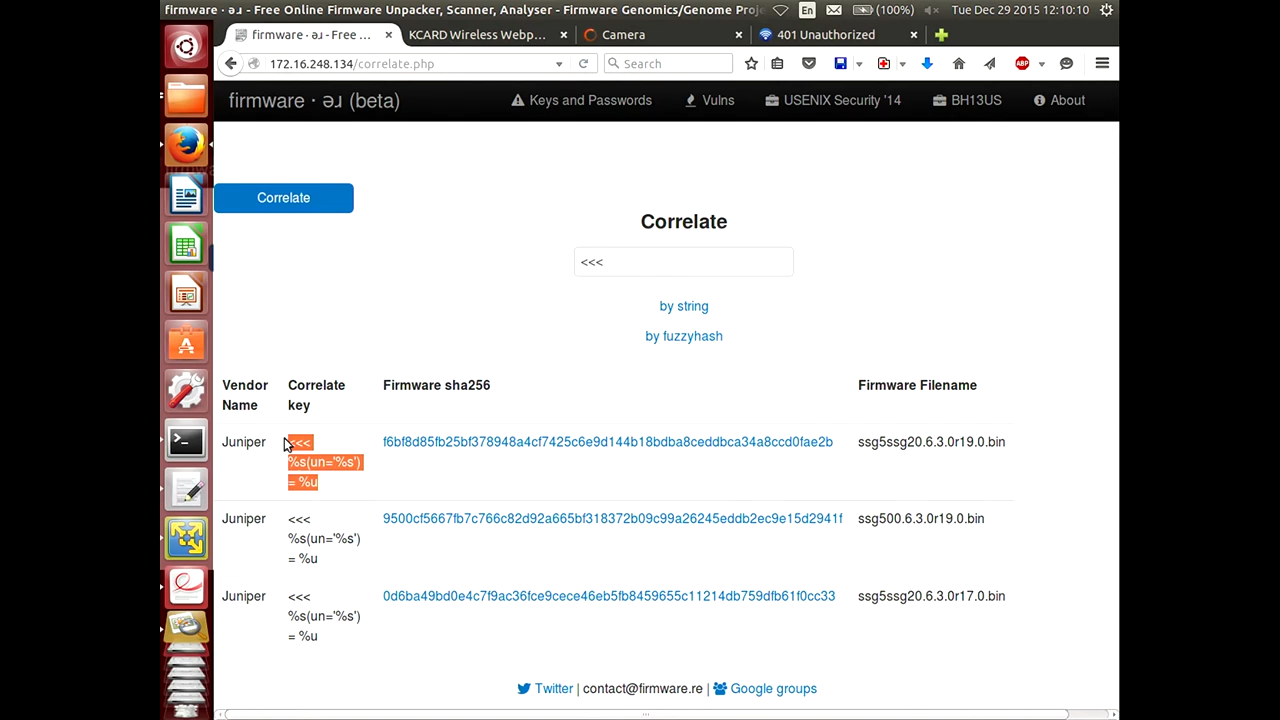 firmware · ǝɹ - Free Online Firmware Unpacker, Scanner, Analyser - Firmware Genomics/Genome Proj
En
(100%)
Tue Dec 29 2015 12:10:10
firmware · ǝɹ - Free ...
KCARD Wireless Webp...
Camera
401 Unauthorized
172.16.248.134/correlate.php
Search
ABP
firmware · ǝɹ (beta)
Keys and Passwords
Vulns
USENIX Security '14
BH13US
About
Correlate
Correlate
<<<
by string
by fuzzyhash
Vendor Name
Correlate key
Firmware sha256
Firmware Filename
Juniper
<<<
%s(un='%s')
= %u
f6bf8d85fb25bf378948a4cf7425c6e9d144b18bdba8ceddbca34a8ccd0fae2b
ssg5ssg20.6.3.0r19.0.bin
Juniper
<<<
%s(un='%s')
= %u
9500cf5667fb7c766c82d92a665bf318372b09c99a26245eddb2ec9e15d2941f
ssg500.6.3.0r19.0.bin
Juniper
<<<
%s(un='%s')
= %u
0d6ba49bd0e4c7f9ac36fce9cece46eb5fb8459655c11214db759dfb61f0cc33
ssg5ssg20.6.3.0r17.0.bin
Twitter | contact@firmware.re | Google groups